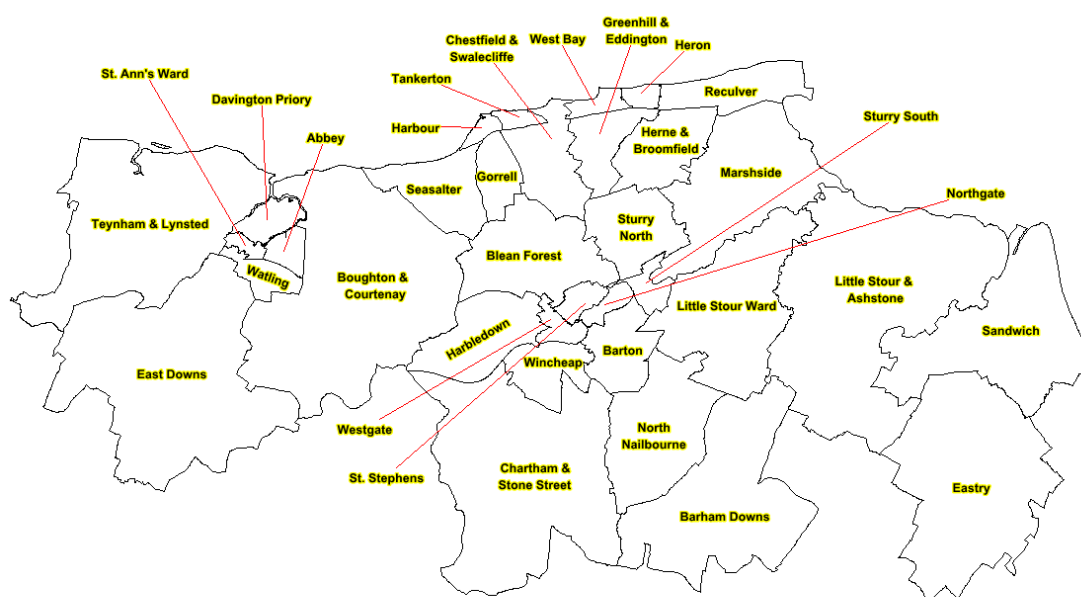 Greenhill &
Eddington
Chestfield &
Swalecliffe
West Bay
Heron
St. Ann's Ward
Tankerton
Reculver
Davington Priory
Sturry South
Abbey
Harbour
Herne &
Broomfield
Marshside
Seasalter
Gorrell
Northgate
Teynham & Lynsted
Sturry
North
Blean Forest
Watling
Boughton &
Courtenay
Little Stour &
Ashstone
Little Stour Ward
Sandwich
Harbledown
Barton
Wincheap
East Downs
Westgate
North
Nailbourne
St. Stephens
Chartham &
Stone Street
Eastry
Barham Downs